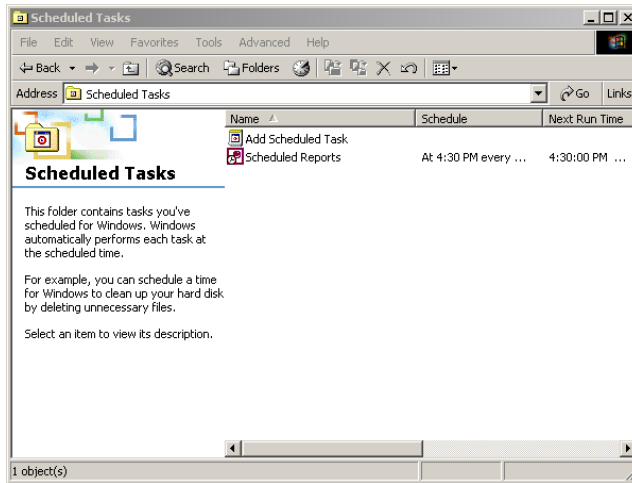 Scheduled Tasks
File Edit View Favorites Tools Advanced Help
Back Search Folders
Address Scheduled Tasks Go Links
Name Schedule Next Run Time
Add Scheduled Task
Scheduled Reports At 4:30 PM every ... 4:30:00 PM ...
Scheduled Tasks
This folder contains tasks you've
scheduled for Windows. Windows
automatically performs each task at
the scheduled time.
For example, you can schedule a time
for Windows to clean up your hard disk
by deleting unnecessary files.
Select an item to view its description.
1 object(s)